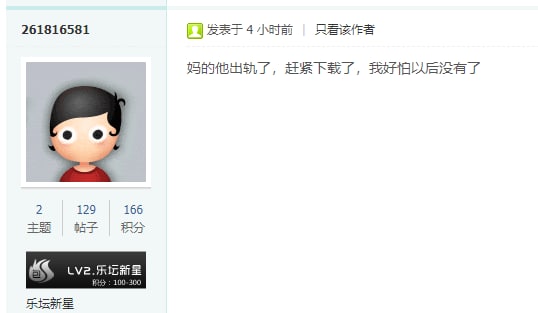 261816581
发表于 4 小时前 | 只看该作者
妈的他出轨了，赶紧下载了，我好怕以后没有了
2 129 166
主题 帖子 积分
LV2.乐坛新星
积分：100-300
乐坛新星